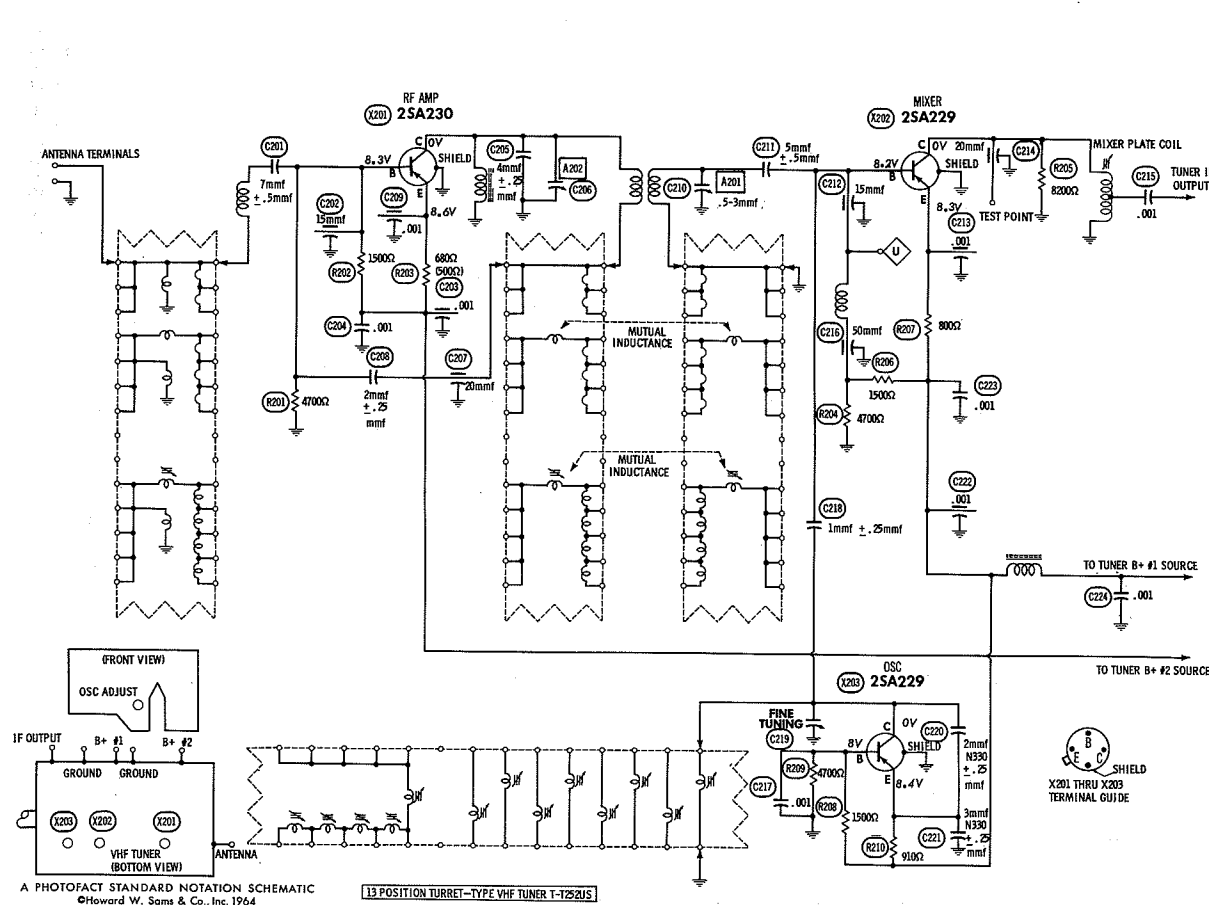 RF AMP
X201 2SA230
MIXER
X202 2SA229
ANTENNA TERMINALS
C201
7mmf
± .5mmf
C202
15mmf
8.3V
B
C
0V
SHIELD
E
8.6V
C209
.001
C205
4mmf
± .25
mmf
A202
C206
C210
A201
.5-3mmf
C211
5mmf
± .5mmf
C212
15mmf
8.2V
B
C
0V
SHIELD
E
8.3V
20mmf
C214
R205
8200Ω
MIXER PLATE COIL
C215
.001
TUNER I
OUTPUT
TEST POINT
C213
.001
U
R202
1500Ω
R203
680Ω
(500Ω)
C203
.001
C204
.001
C208
2mmf
± .25
mmf
C207
20mmf
R201
4700Ω
MUTUAL
INDUCTANCE
MUTUAL
INDUCTANCE
C216
50mmf
R207
800Ω
R206
1500Ω
R204
4700Ω
C223
.001
C222
.001
C218
1mmf ± .25mmf
TO TUNER B+ #1 SOURCE
C224
.001
TO TUNER B+ #2 SOURCE
OSC
X203 2SA229
FINE
TUNING
C219
8V
B
C
0V
SHIELD
E
8.4V
C220
2mmf
N330
± .25
mmf
3mmf
N330
± .25
mmf
C221
R209
4700Ω
C217
.001
R208
1500Ω
R210
910Ω
B
E
C
SHIELD
X201 THRU X203
TERMINAL GUIDE
(FRONT VIEW)
OSC ADJUST
IF OUTPUT
B+ #1
B+ #2
GROUND
GROUND
X203
X202
X201
VHF TUNER
(BOTTOM VIEW)
ANTENNA
A PHOTOFACT STANDARD NOTATION SCHEMATIC
©Howard W. Sams & Co., Inc. 1964
13 POSITION TURRET-TYPE VHF TUNER T-T252US